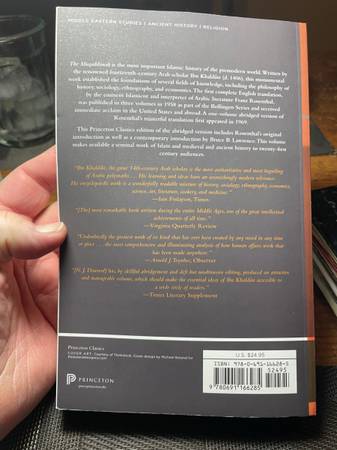 MIDDLE EASTERN STUDIES | ANCIENT HISTORY | RELIGION
The Muqaddimah is the most important Islamic history of the premodern world. Written by
the renowned fourteenth-century Arab scholar Ibn Khaldûn (d. 1406), this monumental
work established the foundations of several fields of knowledge, including the philosophy of
history, sociology, ethnography, and economics. The first complete English translation,
by the eminent Islamicist and interpreter of Arabic literature Franz Rosenthal,
was published in three volumes in 1958 as part of the Bollingen Series and received
immediate acclaim in the United States and abroad. A one-volume abridged version of
Rosenthal's masterful translation first appeared in 1969.
This Princeton Classics edition of the abridged version includes Rosenthal's original
introduction as well as a contemporary introduction by Bruce B. Lawrence. This volume
makes available a seminal work of Islam and medieval and ancient history to twenty-first
century audiences.
"Ibn Khaldûn, the great 14th-century Arab scholar, is the most authoritative and most beguiling
of Arabic polymaths. . . . His learning and ideas have an astonishingly modern relevance.
His encyclopedic work is a wonderfully readable mixture of history, sociology, ethnography, economics,
science, art, literature, cookery, and medicine."
—Iain Finlayson, Times
"[The] most remarkable book written during the entire Middle Ages, one of the great intellectual
achievements of all time."
—Virginia Quarterly Review
"Undoubtedly the greatest work of its kind that has ever been created by any mind in any time
or place . . . the most comprehensive and illuminating analysis of how human affairs work that
has been made anywhere."
—Arnold J. Toynbee, Observer
"[N. J. Dawood] has, by skillful abridgement and deft but unobtrusive editing, produced an attractive
and manageable volume, which should make the essential ideas of Ibn Khaldûn accessible to
a wide circle of readers."
—Times Literary Supplement
Princeton Classics
COVER ART: Courtesy of Thinkstock. Cover design by Michael Boland for
PRINCETON
press.princeton.edu
U.S. $24.95
ISBN: 978-0-691-16628-5
52495
9 780691 166285